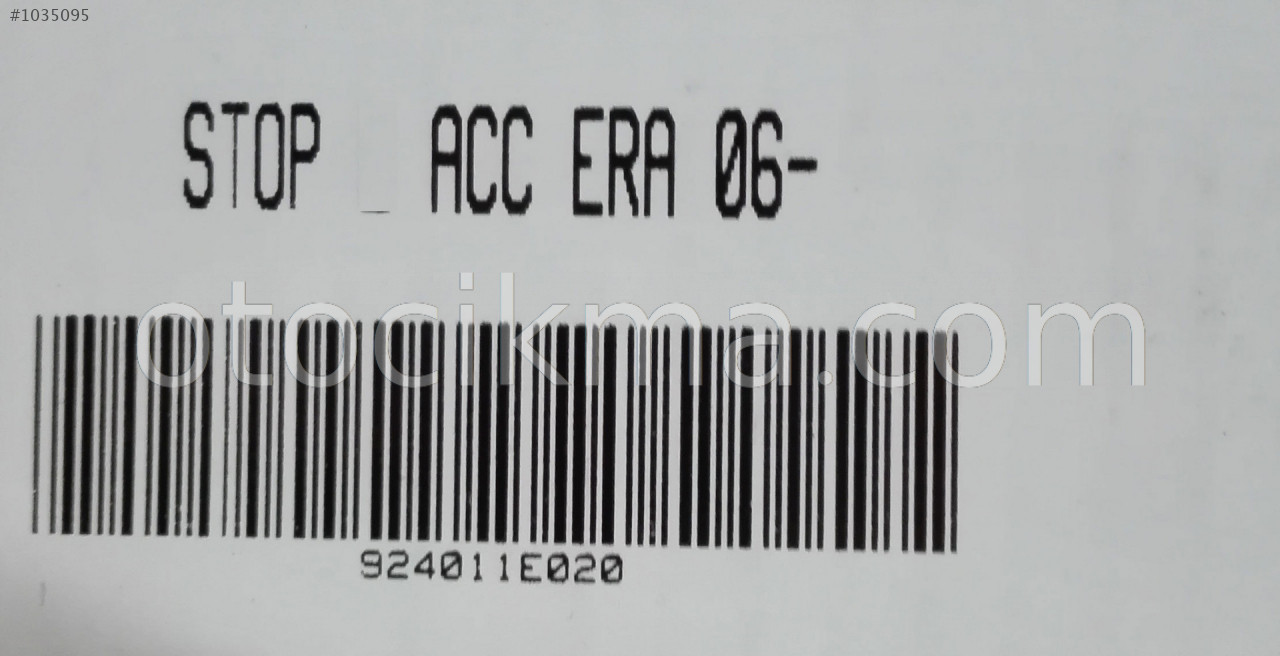 #1035095
STOP _ ACC ERA 06-
otocikma.com
924011E020